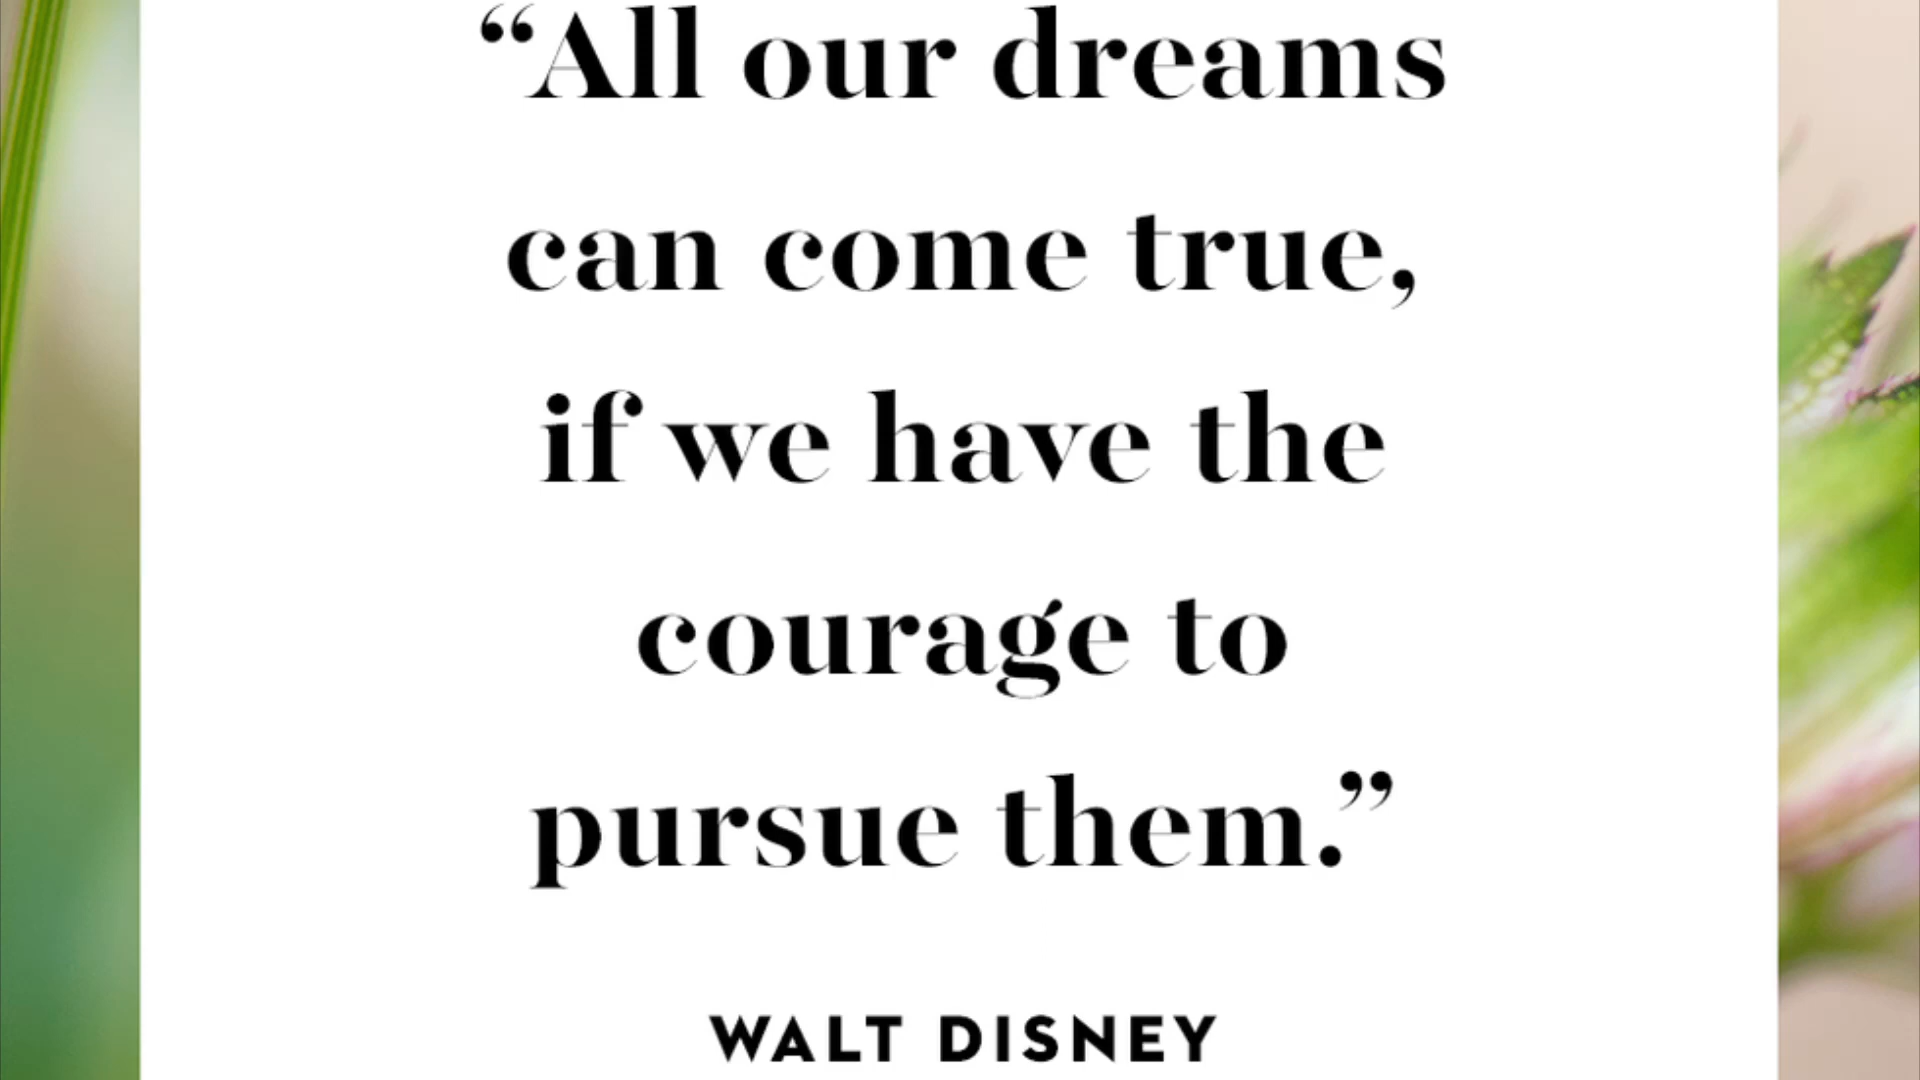 “All our dreams
can come true,
if we have the
courage to
pursue them.”
WALT DISNEY